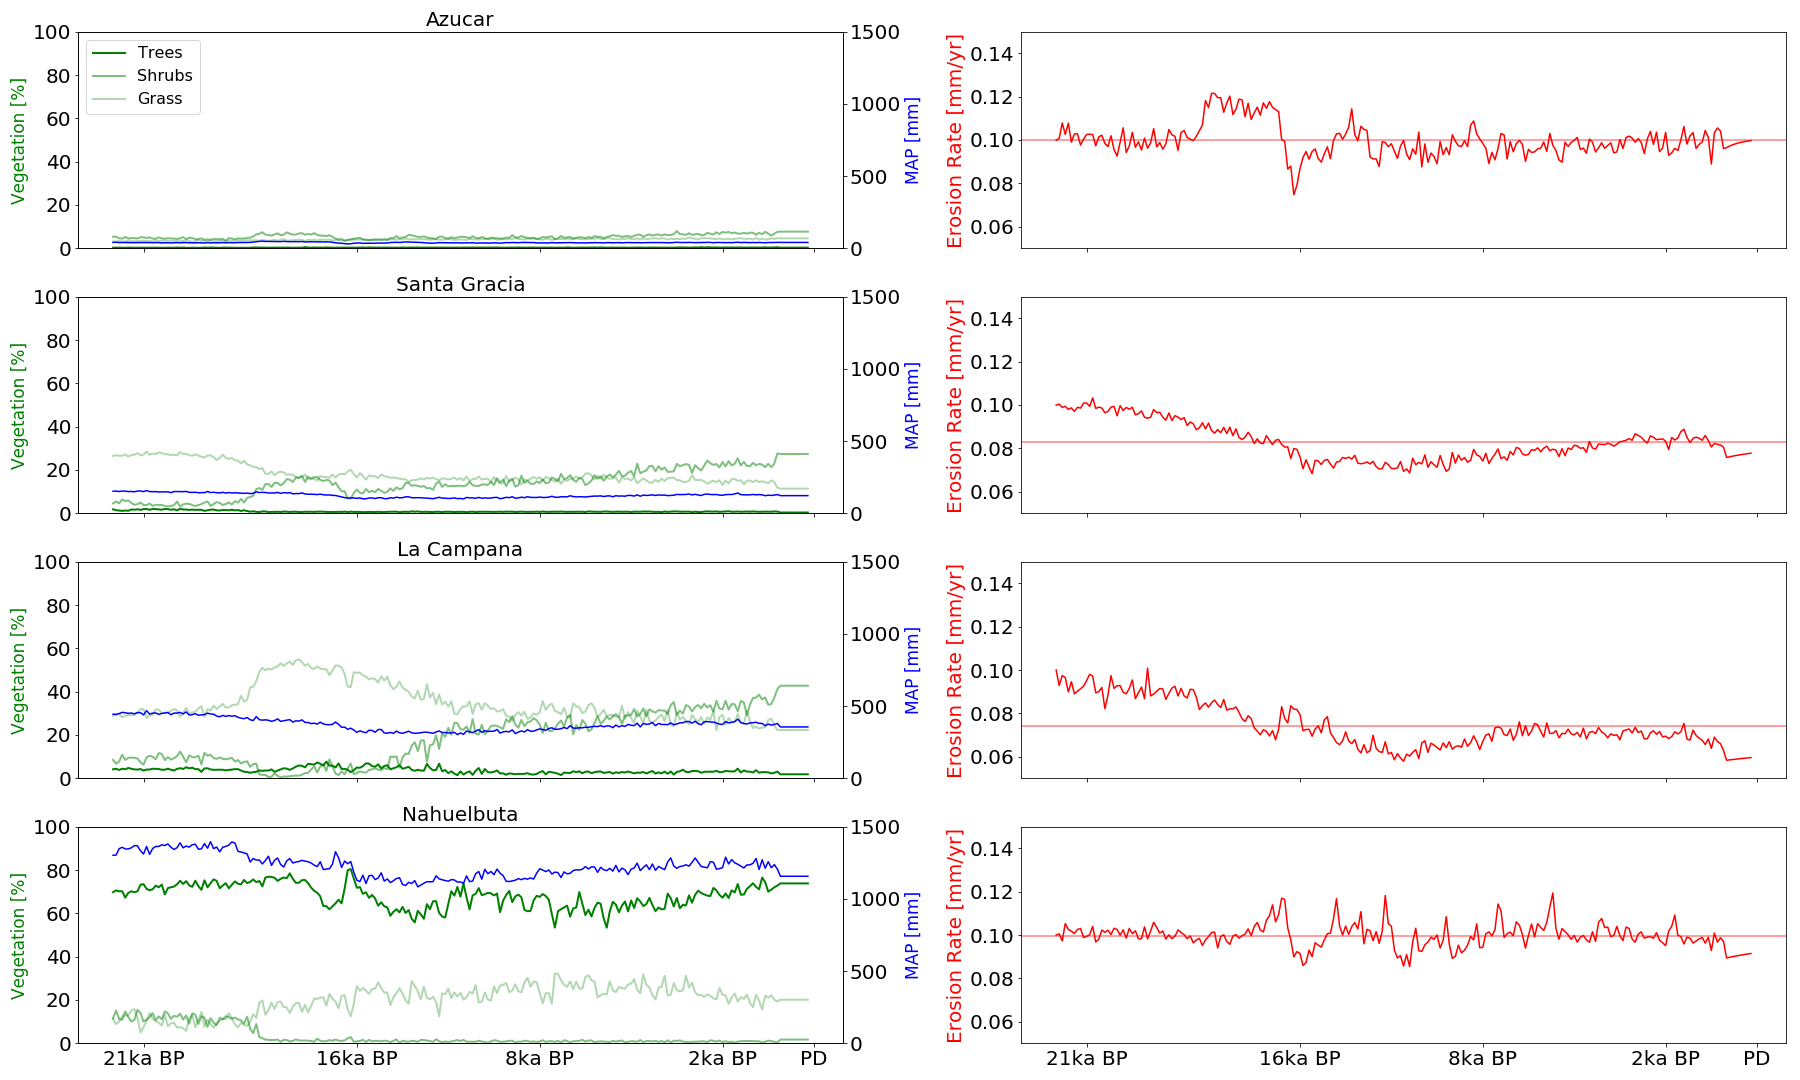 Azucar
100
80
60
40
20
0
Vegetation [%]
Trees
Shrubs
Grass
1500
1000
500
0
MAP [mm]
0.14
0.12
0.10
0.08
0.06
Erosion Rate [mm/yr]
Santa Gracia
100
80
60
40
20
0
Vegetation [%]
1500
1000
500
0
MAP [mm]
0.14
0.12
0.10
0.08
0.06
Erosion Rate [mm/yr]
La Campana
100
80
60
40
20
0
Vegetation [%]
1500
1000
500
0
MAP [mm]
0.14
0.12
0.10
0.08
0.06
Erosion Rate [mm/yr]
Nahuelbuta
100
80
60
40
20
0
Vegetation [%]
1500
1000
500
0
MAP [mm]
21ka BP 16ka BP 8ka BP 2ka BP PD
0.14
0.12
0.10
0.08
0.06
Erosion Rate [mm/yr]
21ka BP 16ka BP 8ka BP 2ka BP PD